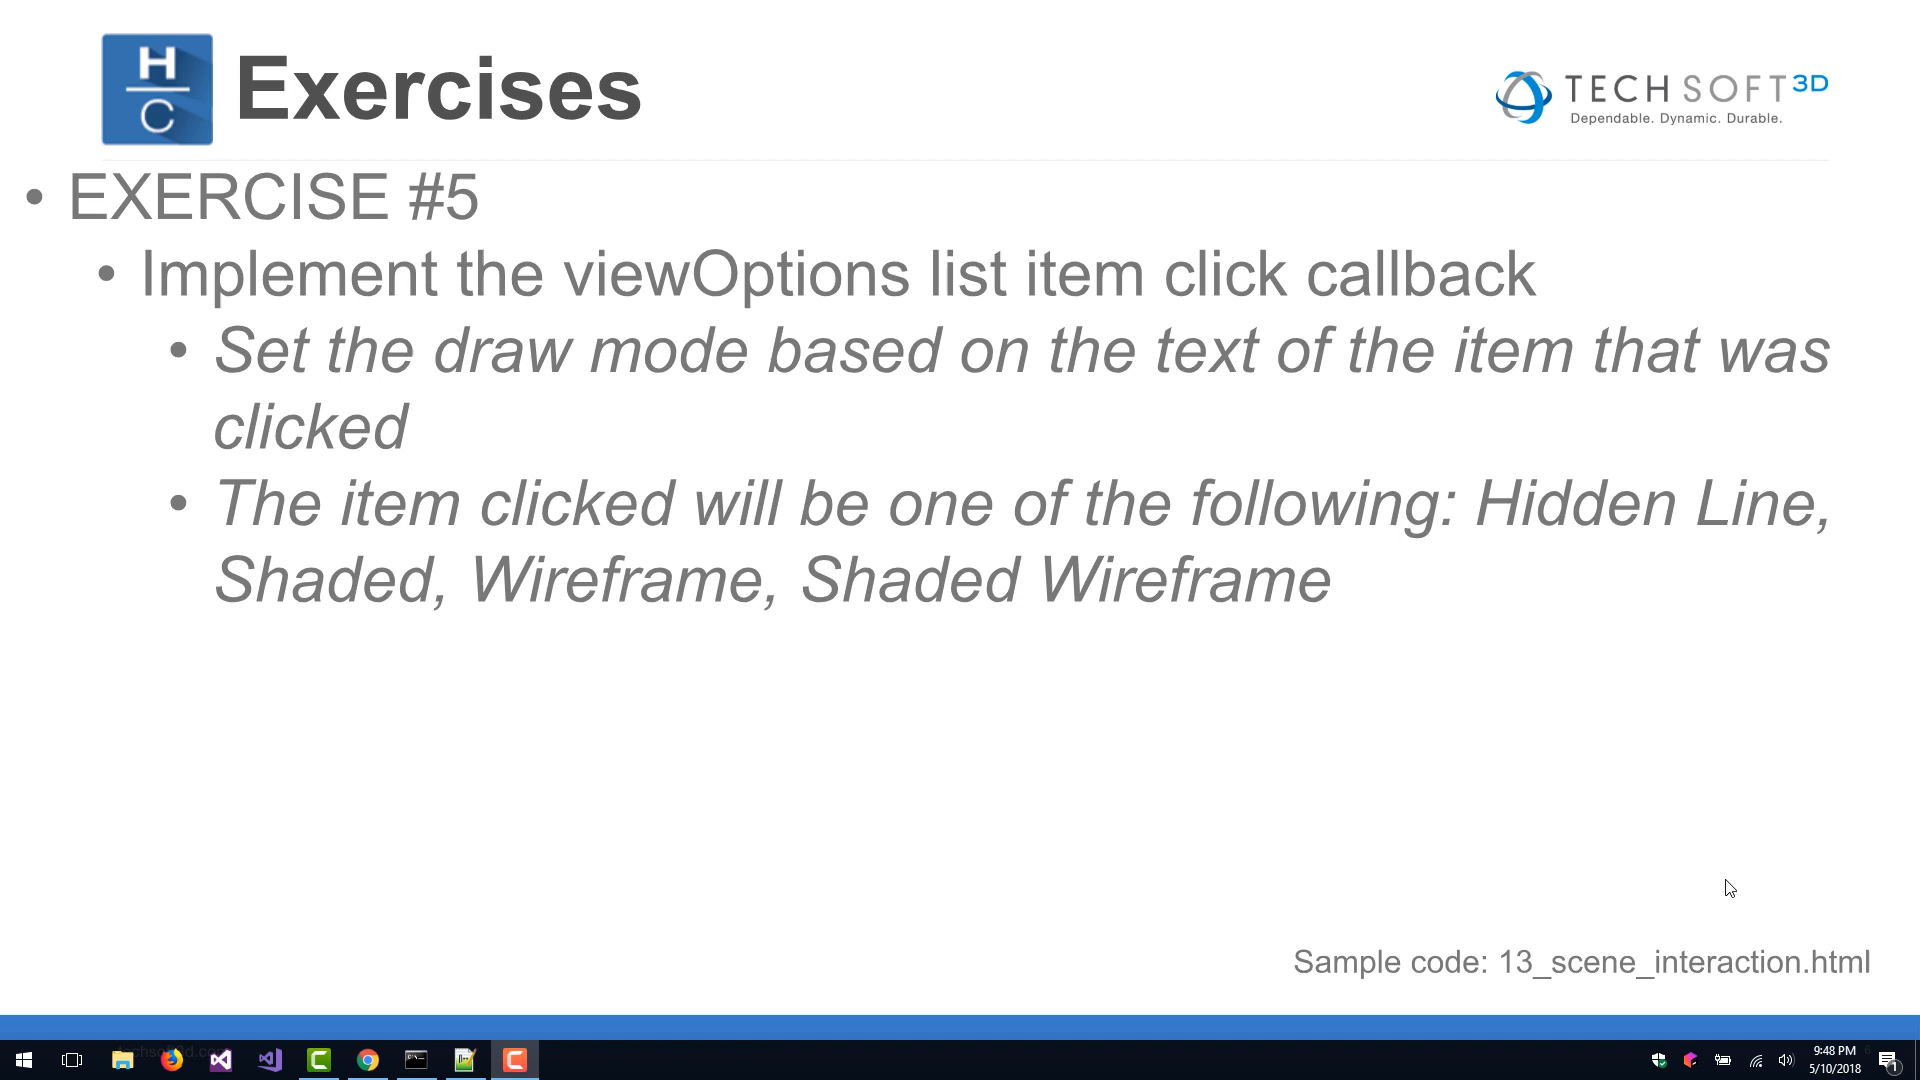 H
C
Exercises
TECH SOFT 3D
Dependable. Dynamic. Durable.
• EXERCISE #5
• Implement the viewOptions list item click callback
• Set the draw mode based on the text of the item that was
clicked
• The item clicked will be one of the following: Hidden Line,
Shaded, Wireframe, Shaded Wireframe
Sample code: 13_scene_interaction.html
9:48 PM
5/10/2018
1